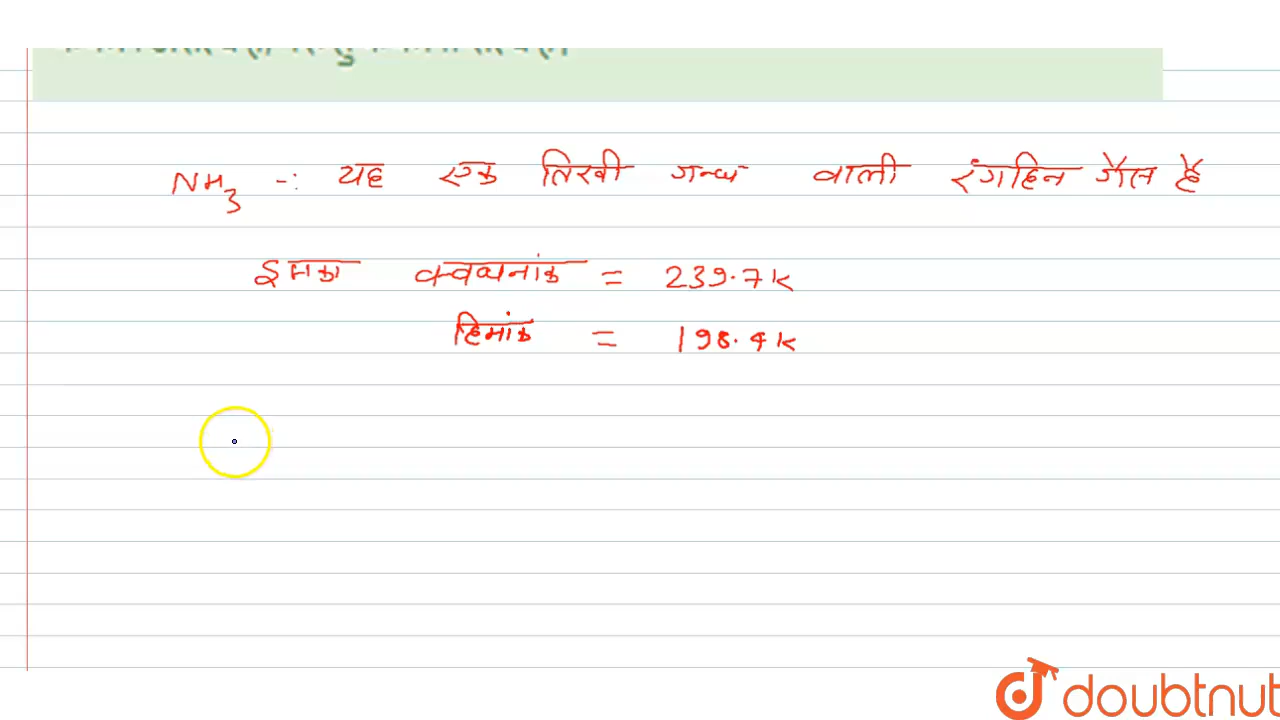 NH3 -: यह एक तिखी गन्ध वाली रंगहिन गैस है
इसका क्वथनांक = 239.7K
हिमांक = 198.4K
doubtnut